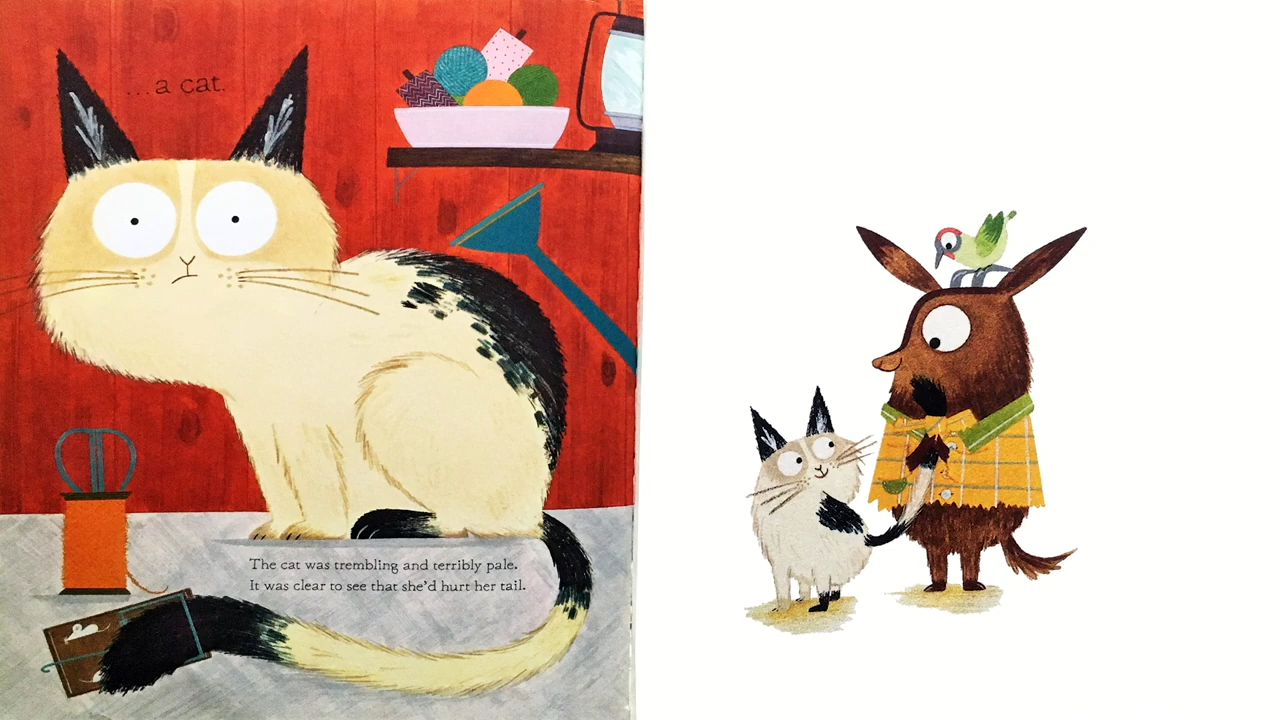 ...a cat.
The cat was trembling and terribly pale.
It was clear to see that she'd hurt her tail.